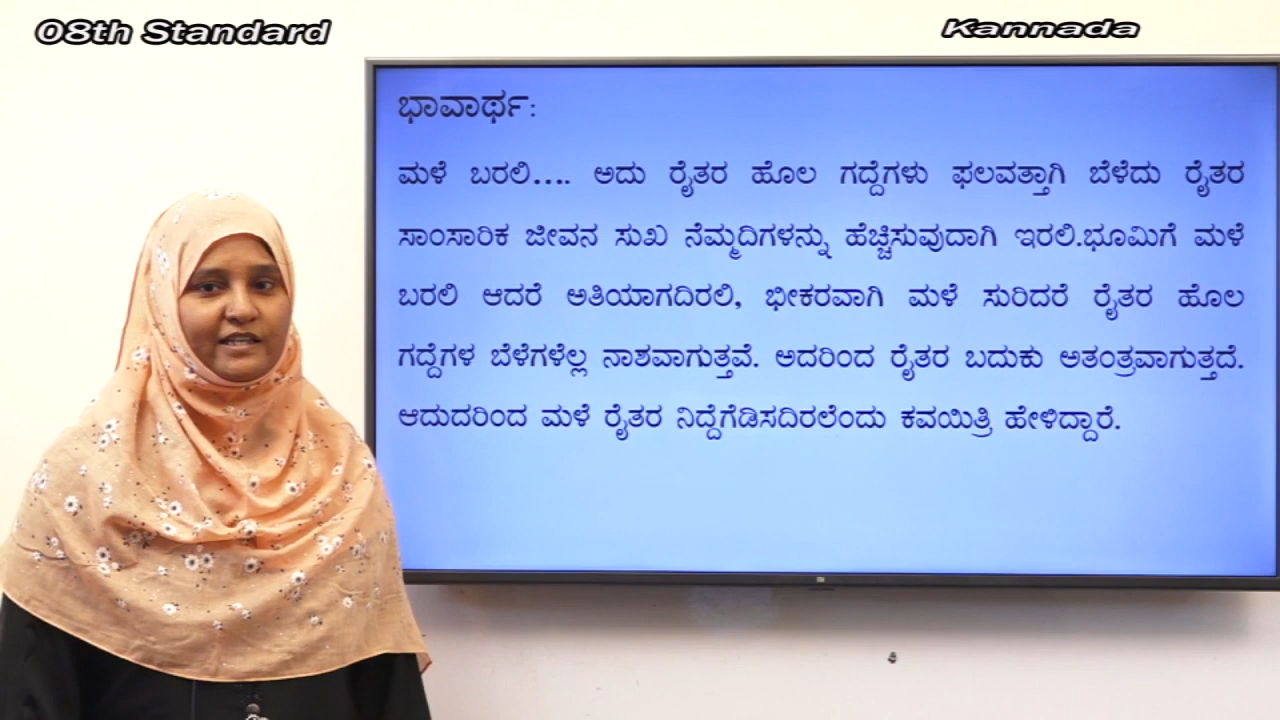 08th Standard
Kannada
ಭಾವಾರ್ಥ:
ಮಳೆ ಬರಲಿ.... ಅದು ರೈತರ ಹೊಲ ಗದ್ದೆಗಳು ಫಲವತ್ತಾಗಿ ಬೆಳೆದು ರೈತರ
ಸಾಂಸಾರಿಕ ಜೀವನ ಸುಖ ನೆಮ್ಮದಿಗಳನ್ನು ಹೆಚ್ಚಿಸುವುದಾಗಿ ಇರಲಿ.ಭೂಮಿಗೆ ಮಳೆ
ಬರಲಿ ಆದರೆ ಅತಿಯಾಗದಿರಲಿ, ಭೀಕರವಾಗಿ ಮಳೆ ಸುರಿದರೆ ರೈತರ ಹೊಲ
ಗದ್ದೆಗಳ ಬೆಳೆಗಳೆಲ್ಲ ನಾಶವಾಗುತ್ತವೆ. ಅದರಿಂದ ರೈತರ ಬದುಕು ಅತಂತ್ರವಾಗುತ್ತದೆ.
ಆದುದರಿಂದ ಮಳೆ ರೈತರ ನಿದ್ದೆಗೆಡಿಸದಿರಲೆಂದು ಕವಯಿತ್ರಿ ಹೇಳಿದ್ದಾರೆ.